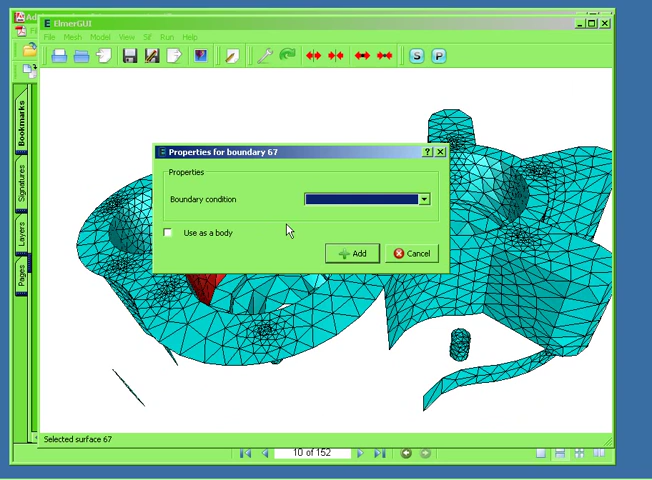 Ad
ElmerGUI
File Mesh Model View Sif Run Help
S P
Properties for boundary 67
Properties
Boundary condition
Use as a body
Add Cancel
Bookmarks
Signatures
Layers
Pages
Selected surface 67
10 of 152